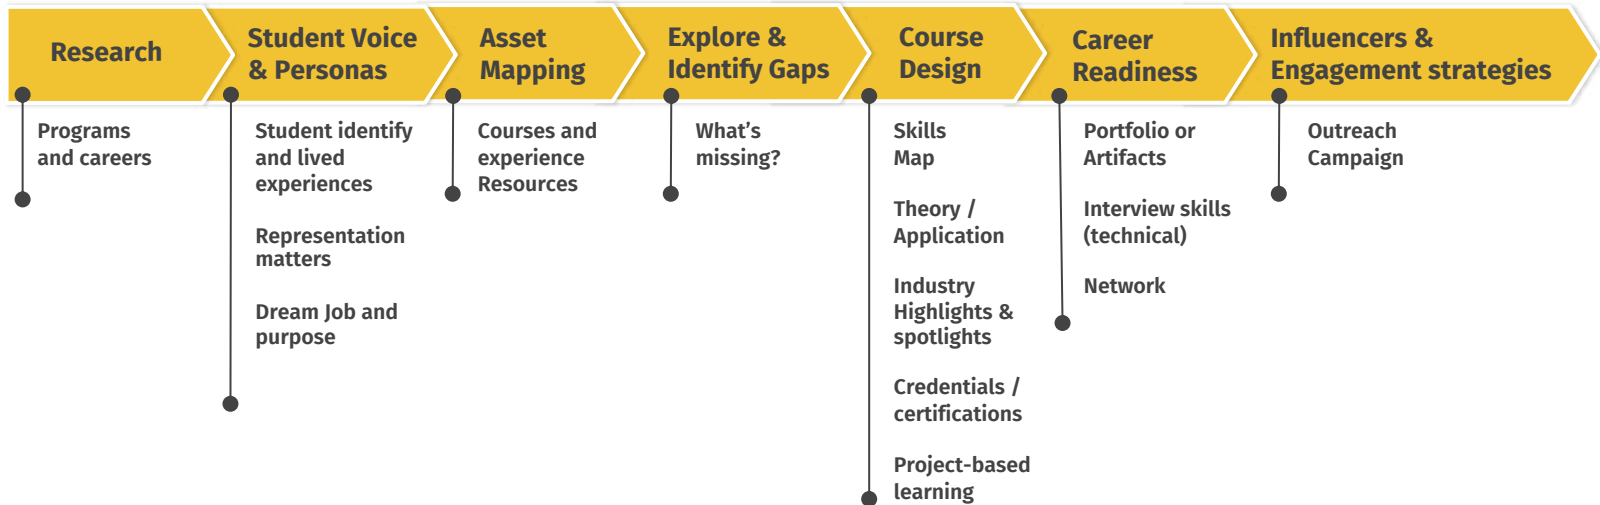 Research
Student Voice
& Personas
Asset
Mapping
Explore &
Identify Gaps
Course
Design
Career
Readiness
Influencers &
Engagement strategies
Programs
and careers
Student identify
and lived
experiences
Representation
matters
Dream Job and
purpose
Courses and
experience
Resources
What's
missing?
Skills
Map
Theory /
Application
Industry
Highlights &
spotlights
Credentials /
certifications
Project-based
learning
Portfolio or
Artifacts
Interview skills
(technical)
Network
Outreach
Campaign